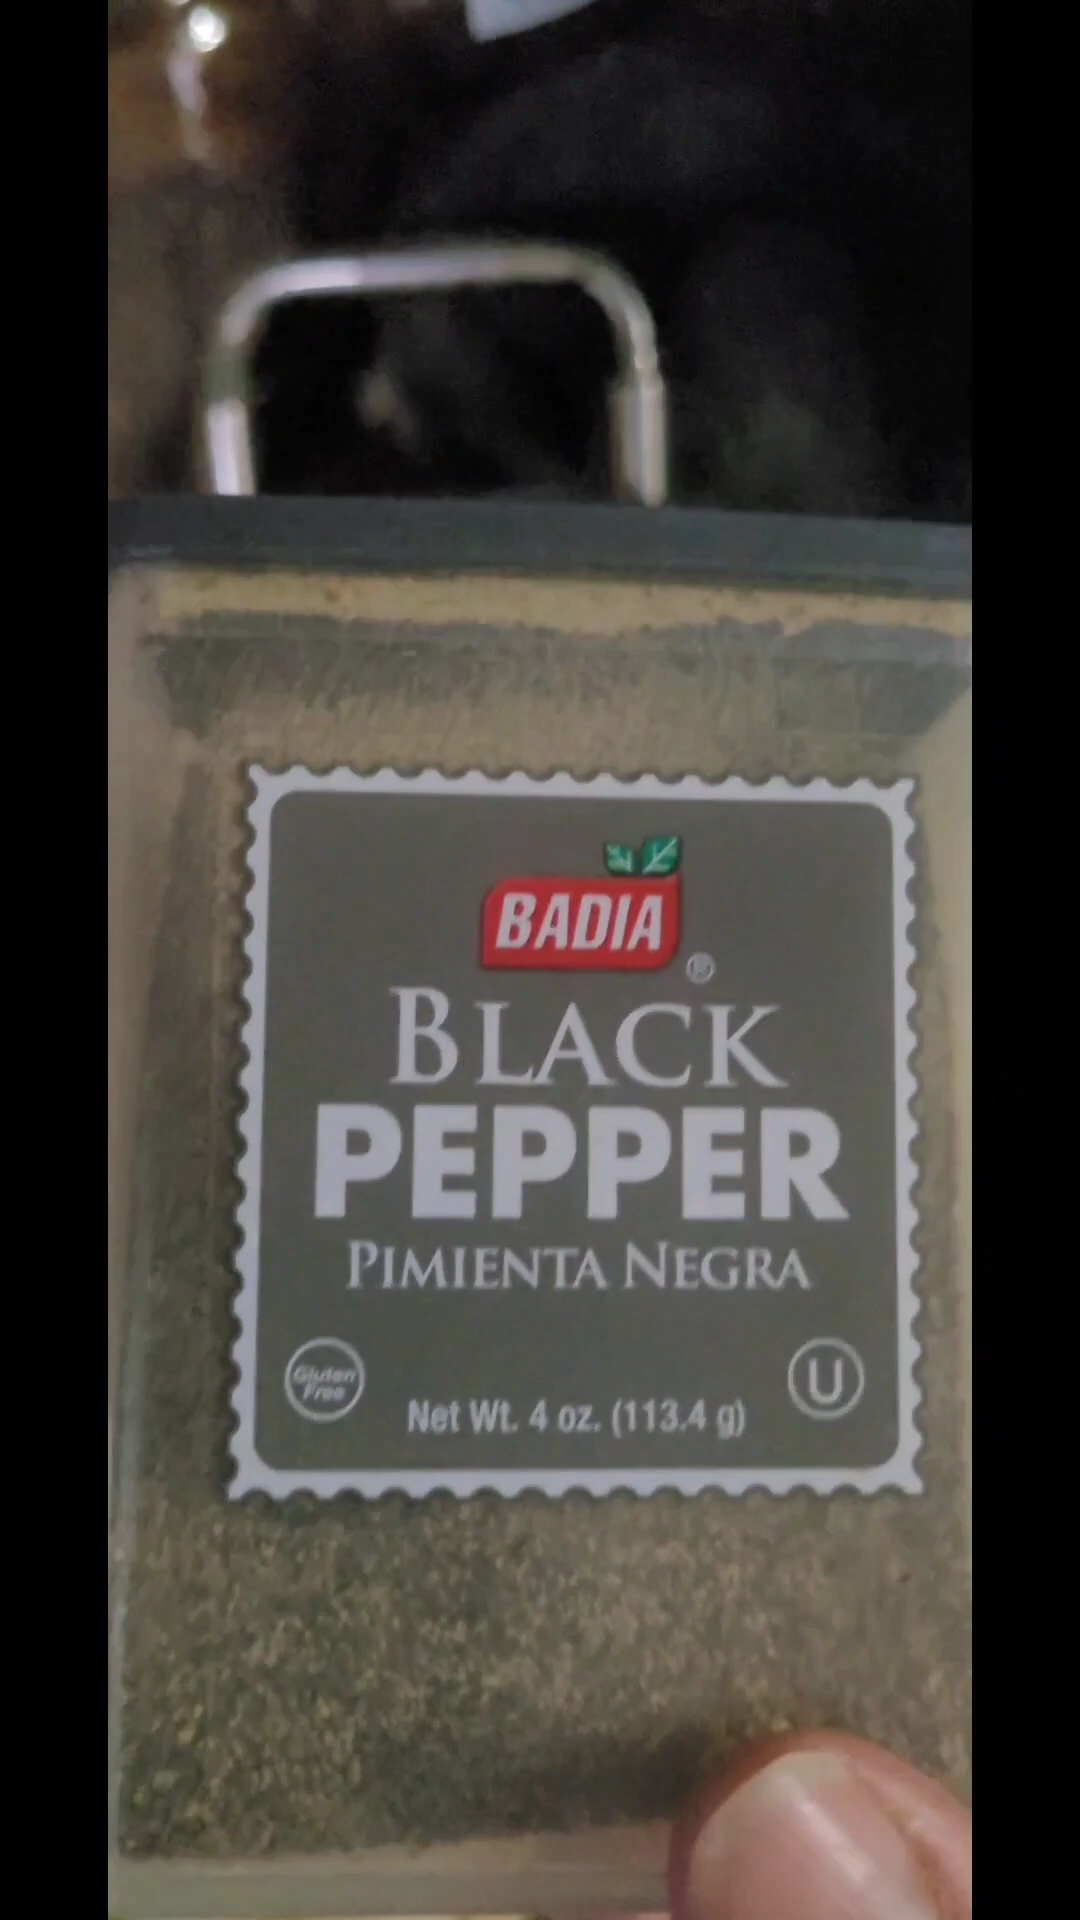 BADIA
®
BLACK
PEPPER
PIMIENTA NEGRA
Gluten
Free
U
Net Wt. 4 oz. (113.4 g)